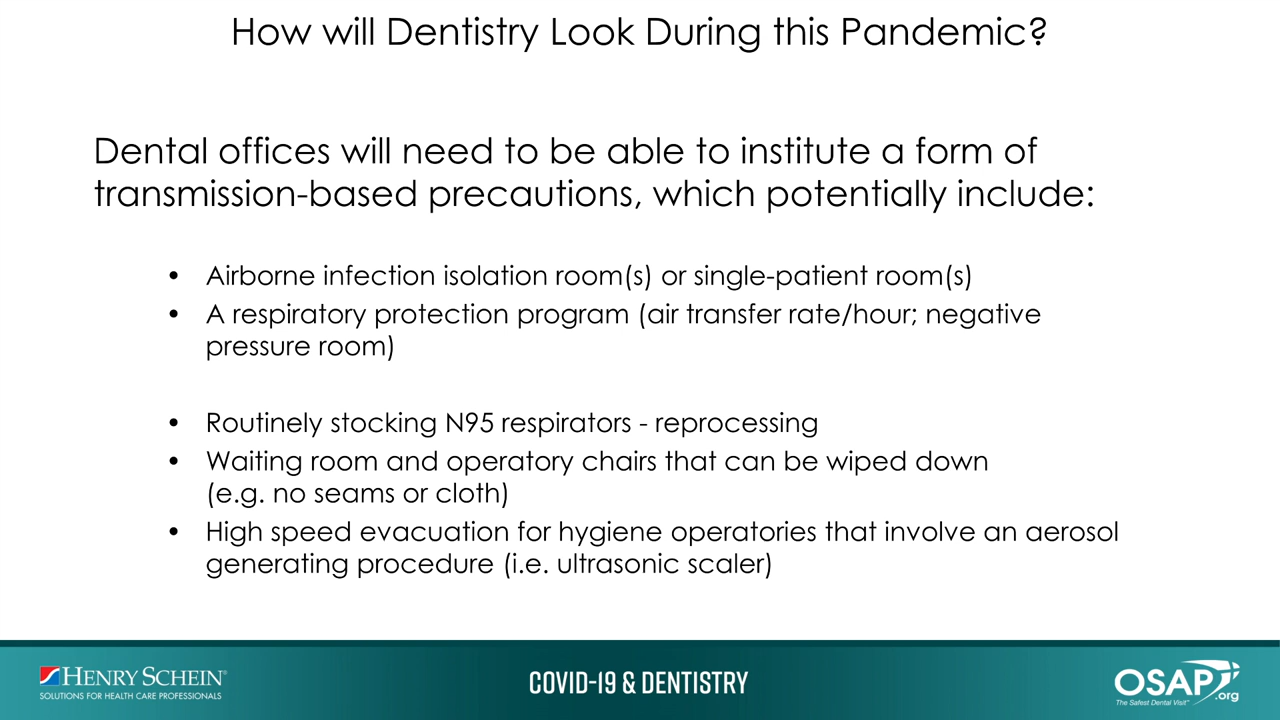 How will Dentistry Look During this Pandemic?
Dental offices will need to be able to institute a form of
transmission-based precautions, which potentially include:
• Airborne infection isolation room(s) or single-patient room(s)
• A respiratory protection program (air transfer rate/hour; negative
pressure room)
• Routinely stocking N95 respirators - reprocessing
• Waiting room and operatory chairs that can be wiped down
(e.g. no seams or cloth)
• High speed evacuation for hygiene operatories that involve an aerosol
generating procedure (i.e. ultrasonic scaler)
HENRY SCHEIN®
SOLUTIONS FOR HEALTH CARE PROFESSIONALS
COVID-19 & DENTISTRY
OSAP.org
The Safest Dental Visit™